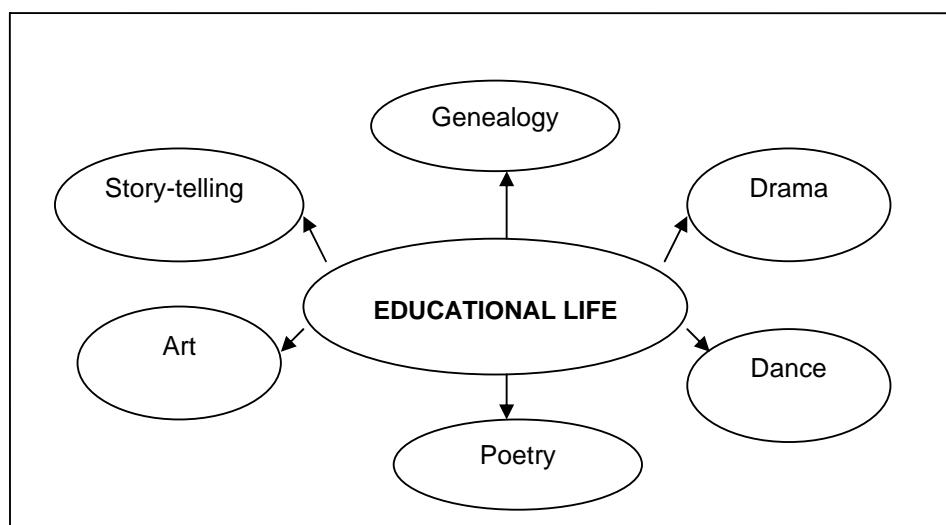 Genealogy
Story-telling
Drama
EDUCATIONAL LIFE
Art
Dance
Poetry